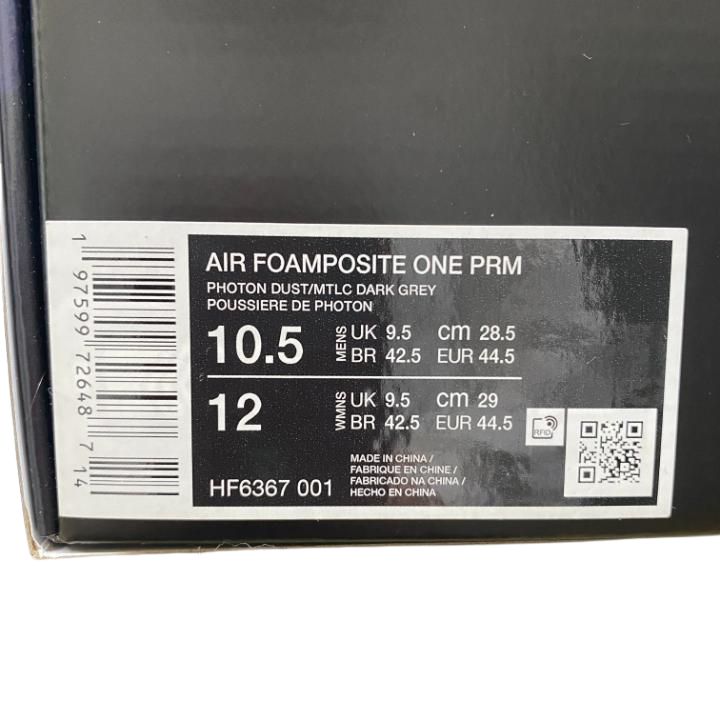 AIR FOAMPOSITE ONE PRM
PHOTON DUST/MTLC DARK GREY
POUSSIERE DE PHOTON
10.5 MENS UK 9.5 cm 28.5
BR 42.5 EUR 44.5
12 WMNS UK 9.5 cm 29
BR 42.5 EUR 44.5
RFID
MADE IN CHINA /
FABRIQUE EN CHINE /
FABRICADO NA CHINA /
HECHO EN CHINA
HF6367 001
1 97599 72648 7 14